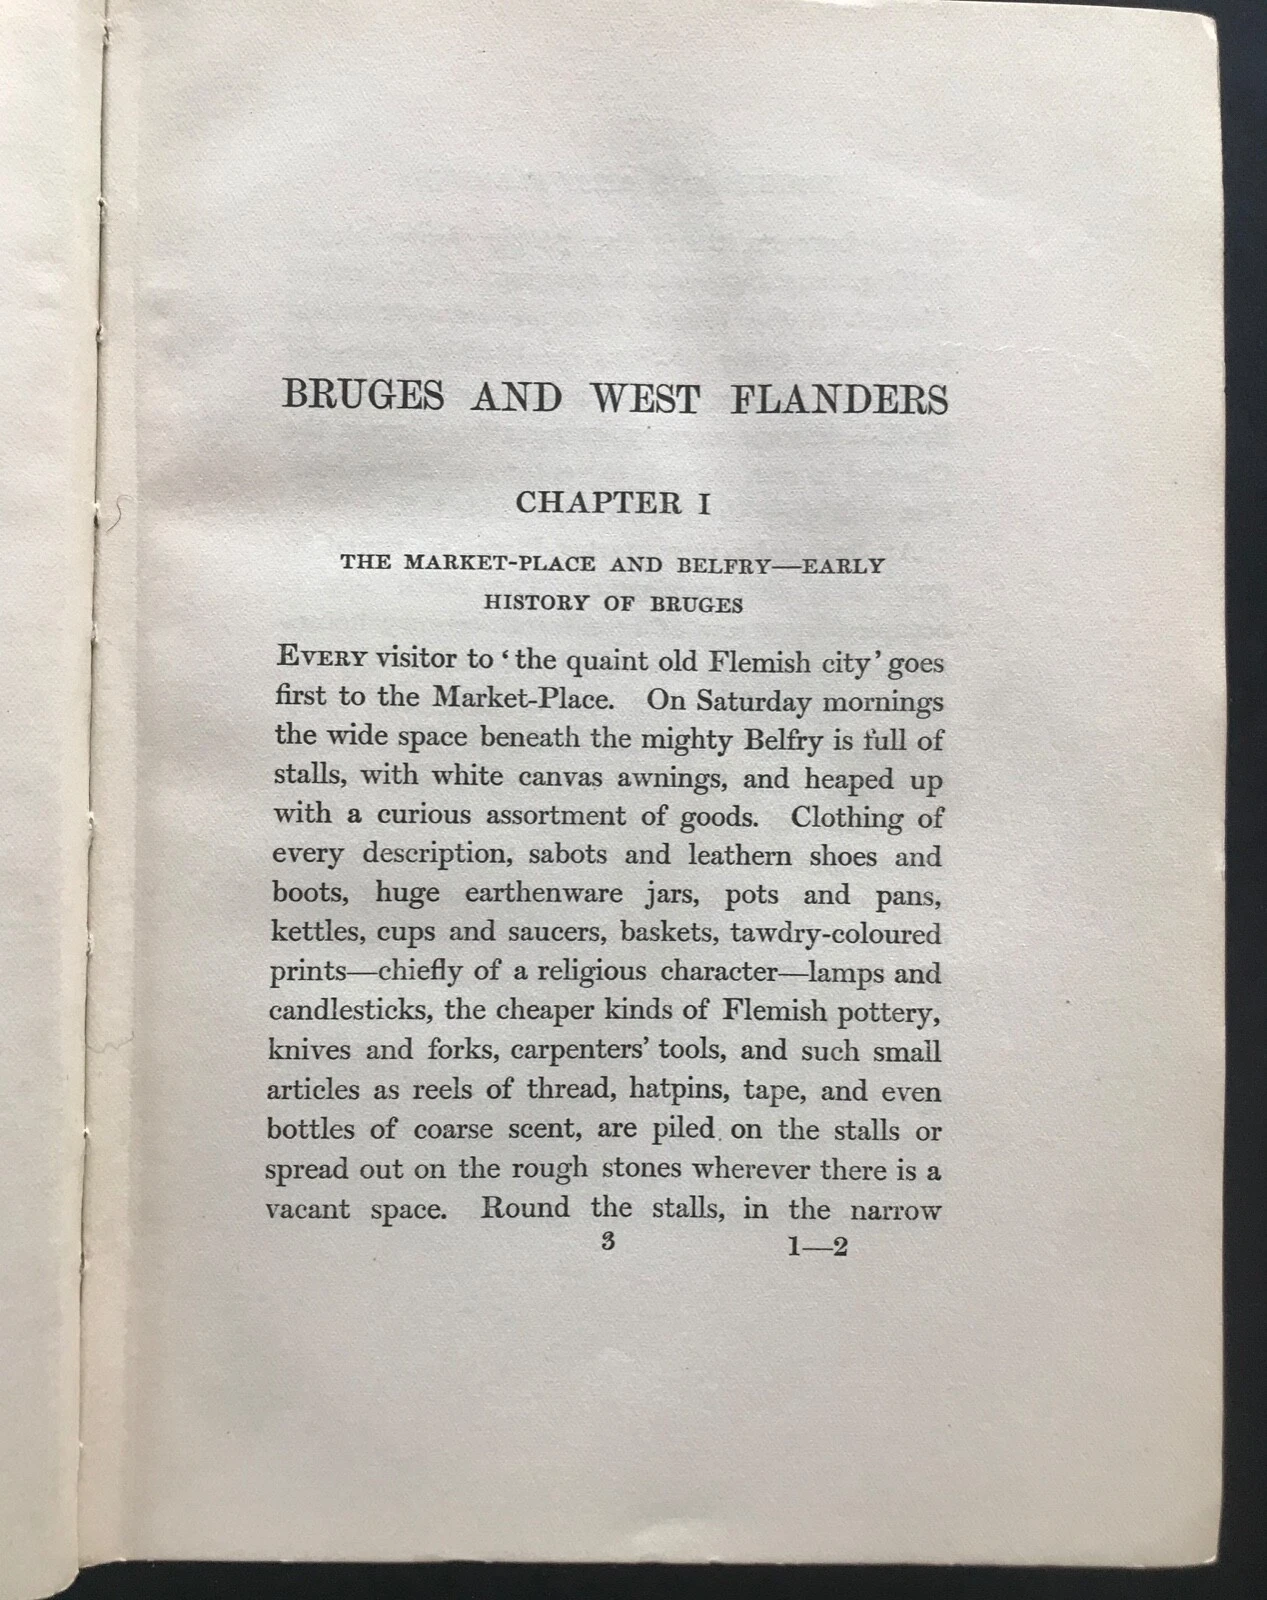 BRUGES AND WEST FLANDERS
CHAPTER I
THE MARKET-PLACE AND BELFRY—EARLY
HISTORY OF BRUGES
EVERY visitor to ‘the quaint old Flemish city’ goes
first to the Market-Place. On Saturday mornings
the wide space beneath the mighty Belfry is full of
stalls, with white canvas awnings, and heaped up
with a curious assortment of goods. Clothing of
every description, sabots and leathern shoes and
boots, huge earthenware jars, pots and pans,
kettles, cups and saucers, baskets, tawdry-coloured
prints—chiefly of a religious character—lamps and
candlesticks, the cheaper kinds of Flemish pottery,
knives and forks, carpenters’ tools, and such small
articles as reels of thread, hatpins, tape, and even
bottles of coarse scent, are piled on the stalls or
spread out on the rough stones wherever there is a
vacant space. Round the stalls, in the narrow
3 1—2